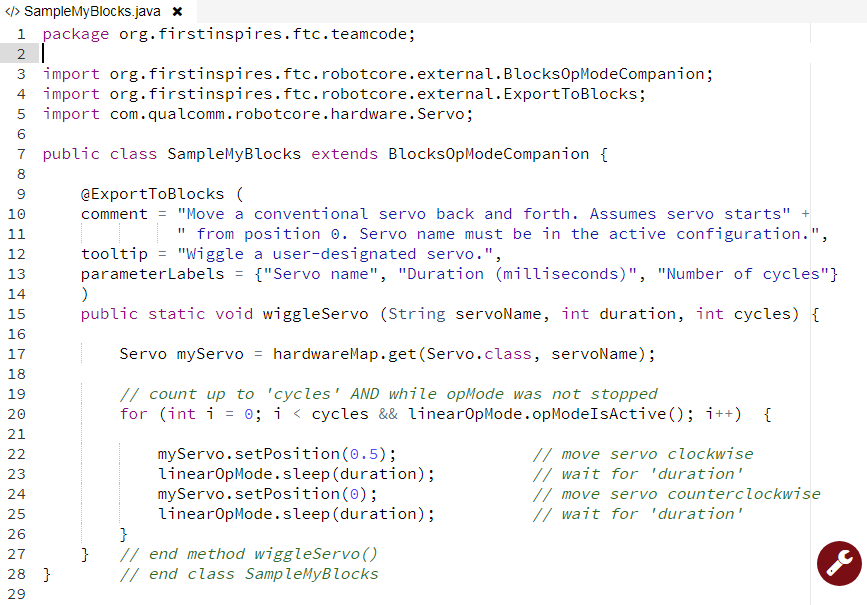 </> SampleMyBlocks.java ✖
1 package org.firstinspires.ftc.teamcode;
2
3 import org.firstinspires.ftc.robotcore.external.BlocksOpModeCompanion;
4 import org.firstinspires.ftc.robotcore.external.ExportToBlocks;
5 import com.qualcomm.robotcore.hardware.Servo;
6
7 public class SampleMyBlocks extends BlocksOpModeCompanion {
8
9     @ExportToBlocks (
10     comment = "Move a conventional servo back and forth. Assumes servo starts" +
11               " from position 0. Servo name must be in the active configuration.",
12     tooltip = "Wiggle a user-designated servo.",
13     parameterLabels = {"Servo name", "Duration (milliseconds)", "Number of cycles"}
14     )
15     public static void wiggleServo (String servoName, int duration, int cycles) {
16
17         Servo myServo = hardwareMap.get(Servo.class, servoName);
18
19         // count up to 'cycles' AND while opMode was not stopped
20         for (int i = 0; i < cycles && linearOpMode.opModeIsActive(); i++)  {
21
22             myServo.setPosition(0.5);              // move servo clockwise
23             linearOpMode.sleep(duration);          // wait for 'duration'
24             myServo.setPosition(0);                // move servo counterclockwise
25             linearOpMode.sleep(duration);          // wait for 'duration'
26         }
27     }   // end method wiggleServo()
28 }       // end class SampleMyBlocks
29